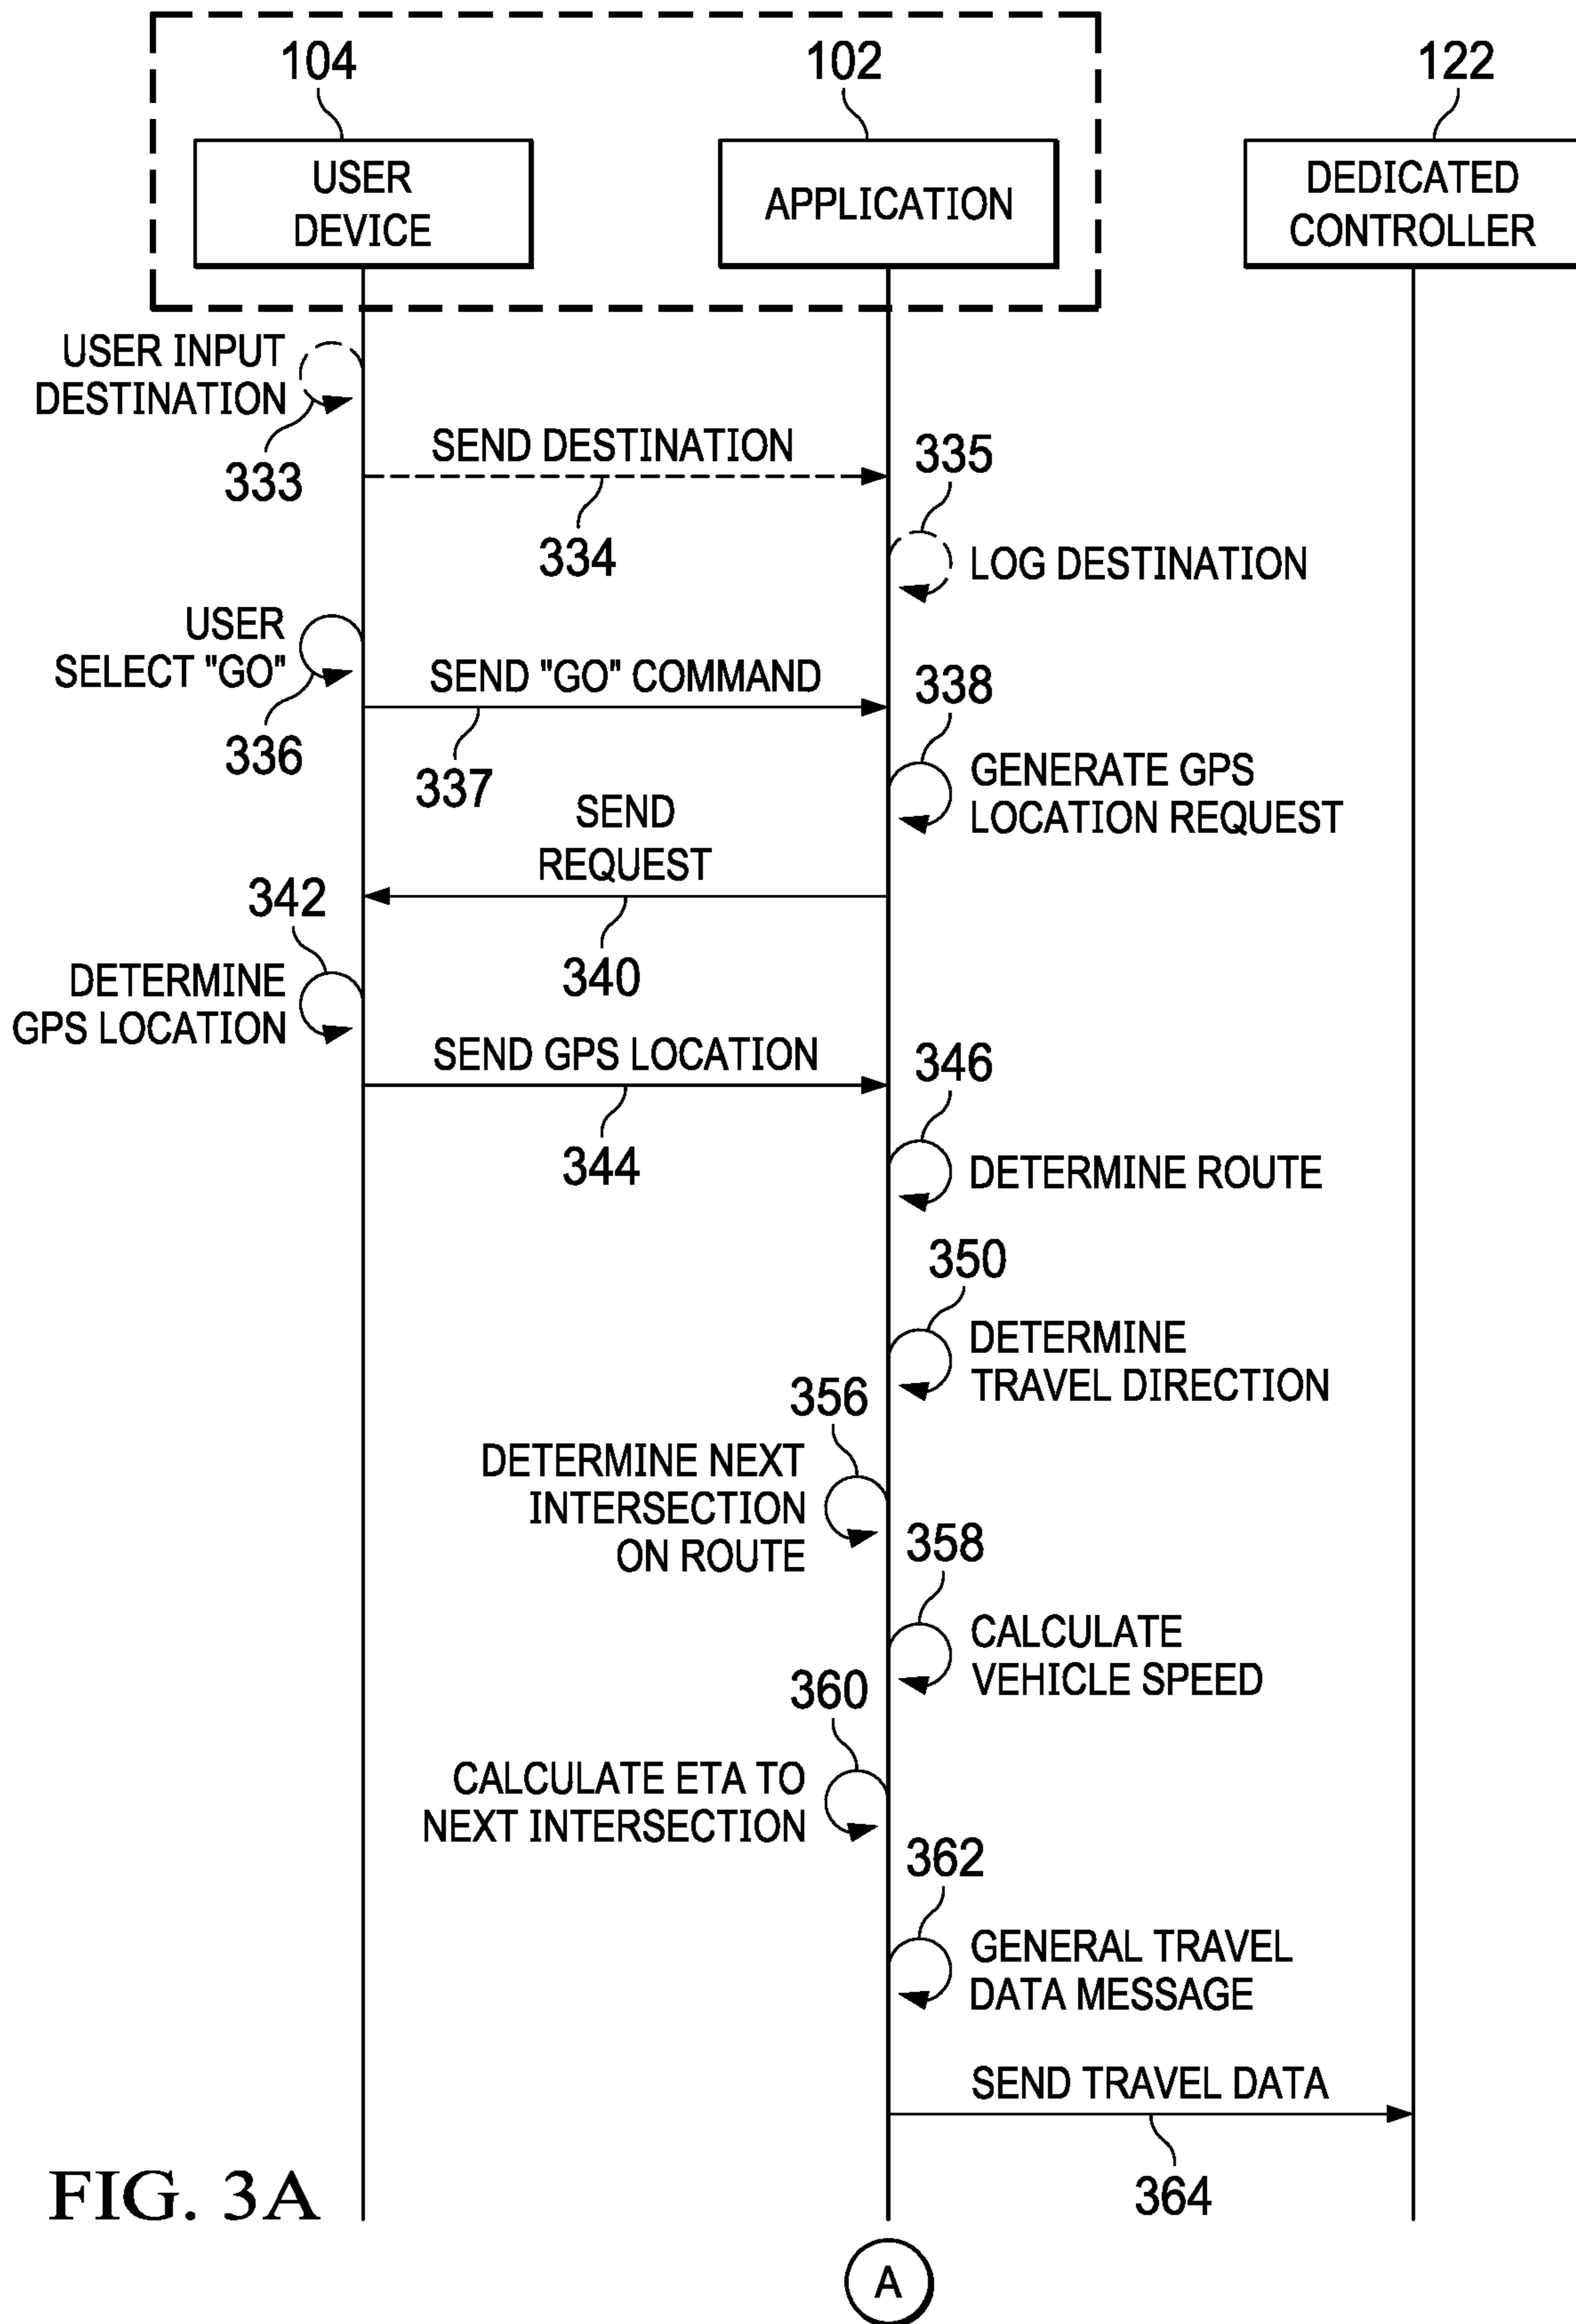 104
102
122
USER
DEVICE
APPLICATION
DEDICATED
CONTROLLER
USER INPUT
DESTINATION
333
SEND DESTINATION
334
335
LOG DESTINATION
USER
SELECT "GO"
336
SEND "GO" COMMAND
337
338
GENERATE GPS
LOCATION REQUEST
SEND
REQUEST
340
342
DETERMINE
GPS LOCATION
SEND GPS LOCATION
344
346
DETERMINE ROUTE
350
DETERMINE
TRAVEL DIRECTION
356
DETERMINE NEXT
INTERSECTION
ON ROUTE
358
CALCULATE
VEHICLE SPEED
360
CALCULATE ETA TO
NEXT INTERSECTION
362
GENERAL TRAVEL
DATA MESSAGE
SEND TRAVEL DATA
364
FIG. 3A
A